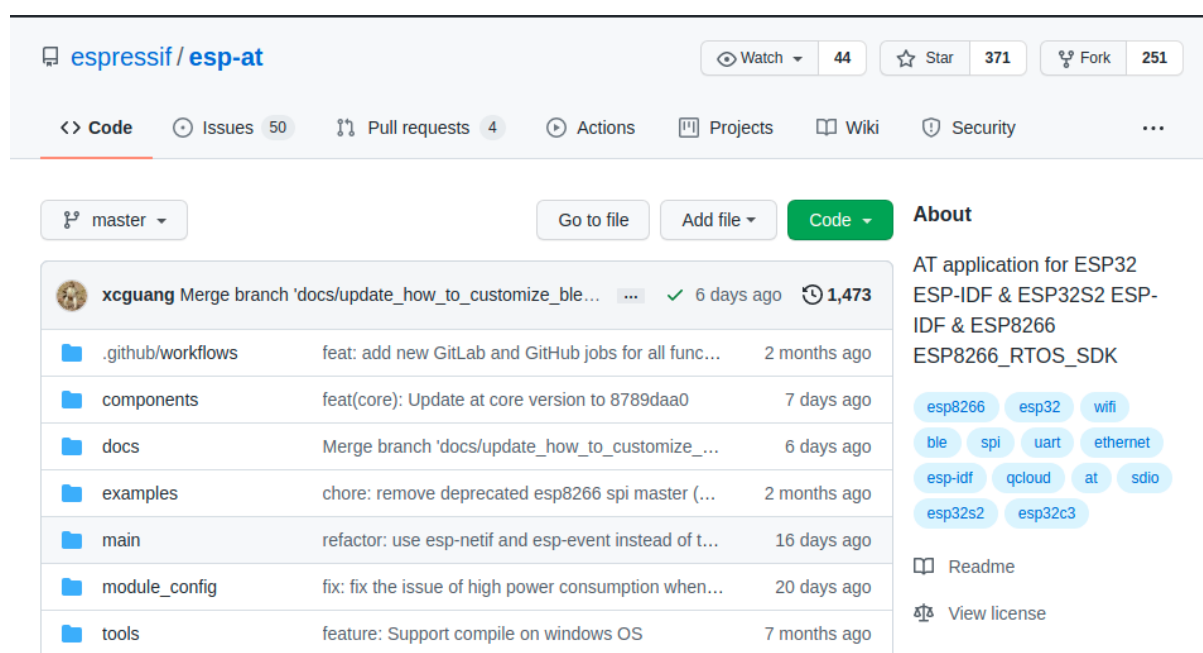 espressif / esp-at
Watch 44 Star 371 Fork 251
Code Issues 50 Pull requests 4 Actions Projects Wiki Security ...
master Go to file Add file Code
xcguang Merge branch 'docs/update_how_to_customize_ble... ... 6 days ago 1,473
.github/workflows feat: add new GitLab and GitHub jobs for all func... 2 months ago
components feat(core): Update at core version to 8789daa0 7 days ago
docs Merge branch 'docs/update_how_to_customize_... 6 days ago
examples chore: remove deprecated esp8266 spi master (... 2 months ago
main refactor: use esp-netif and esp-event instead of t... 16 days ago
module_config fix: fix the issue of high power consumption when... 20 days ago
tools feature: Support compile on windows OS 7 months ago
About
AT application for ESP32
ESP-IDF & ESP32S2 ESP-
IDF & ESP8266
ESP8266_RTOS_SDK
esp8266 esp32 wifi
ble spi uart ethernet
esp-idf qcloud at sdio
esp32s2 esp32c3
Readme
View license